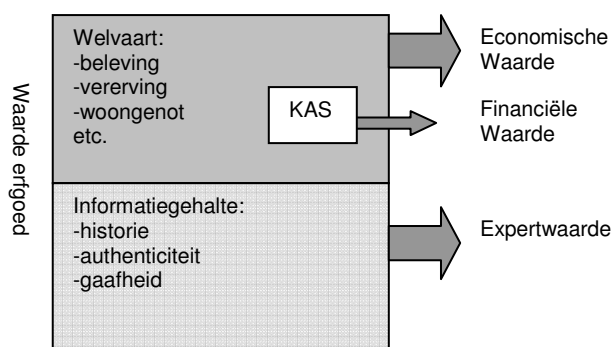 Waarde erfgoed
Welvaart:
-beleving
-vererving
-woongenot
etc.
KAS
Economische
Waarde
Financiële
Waarde
Informatiegehalte:
-historie
-authenticiteit
-gaafheid
Expertwaarde